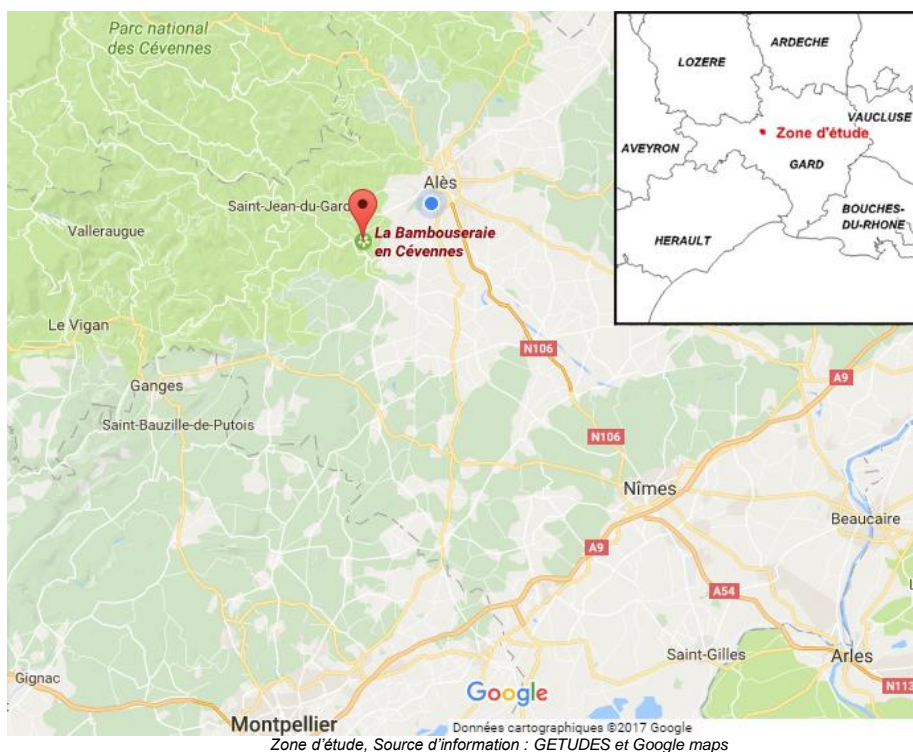 Parc national
des Cévennes
LOZERE
ARDECHE
VAUCLUSE
Zone d'étude
AVEYRON
GARD
BOUCHES-
DU-RHONE
HERAULT
Alès
Saint-Jean-du-Gard
Valleraugue
La Bambouseraie
en Cévennes
Le Vigan
N106
Ganges
A9
Saint-Bauzille-de-Putois
N106
Nîmes
Beaucaire
A9
A54
Saint-Gilles
Arles
Gignac
N113
Google
Montpellier
Données cartographiques ©2017 Google
Zone d'étude, Source d'information : GETUDES et Google maps